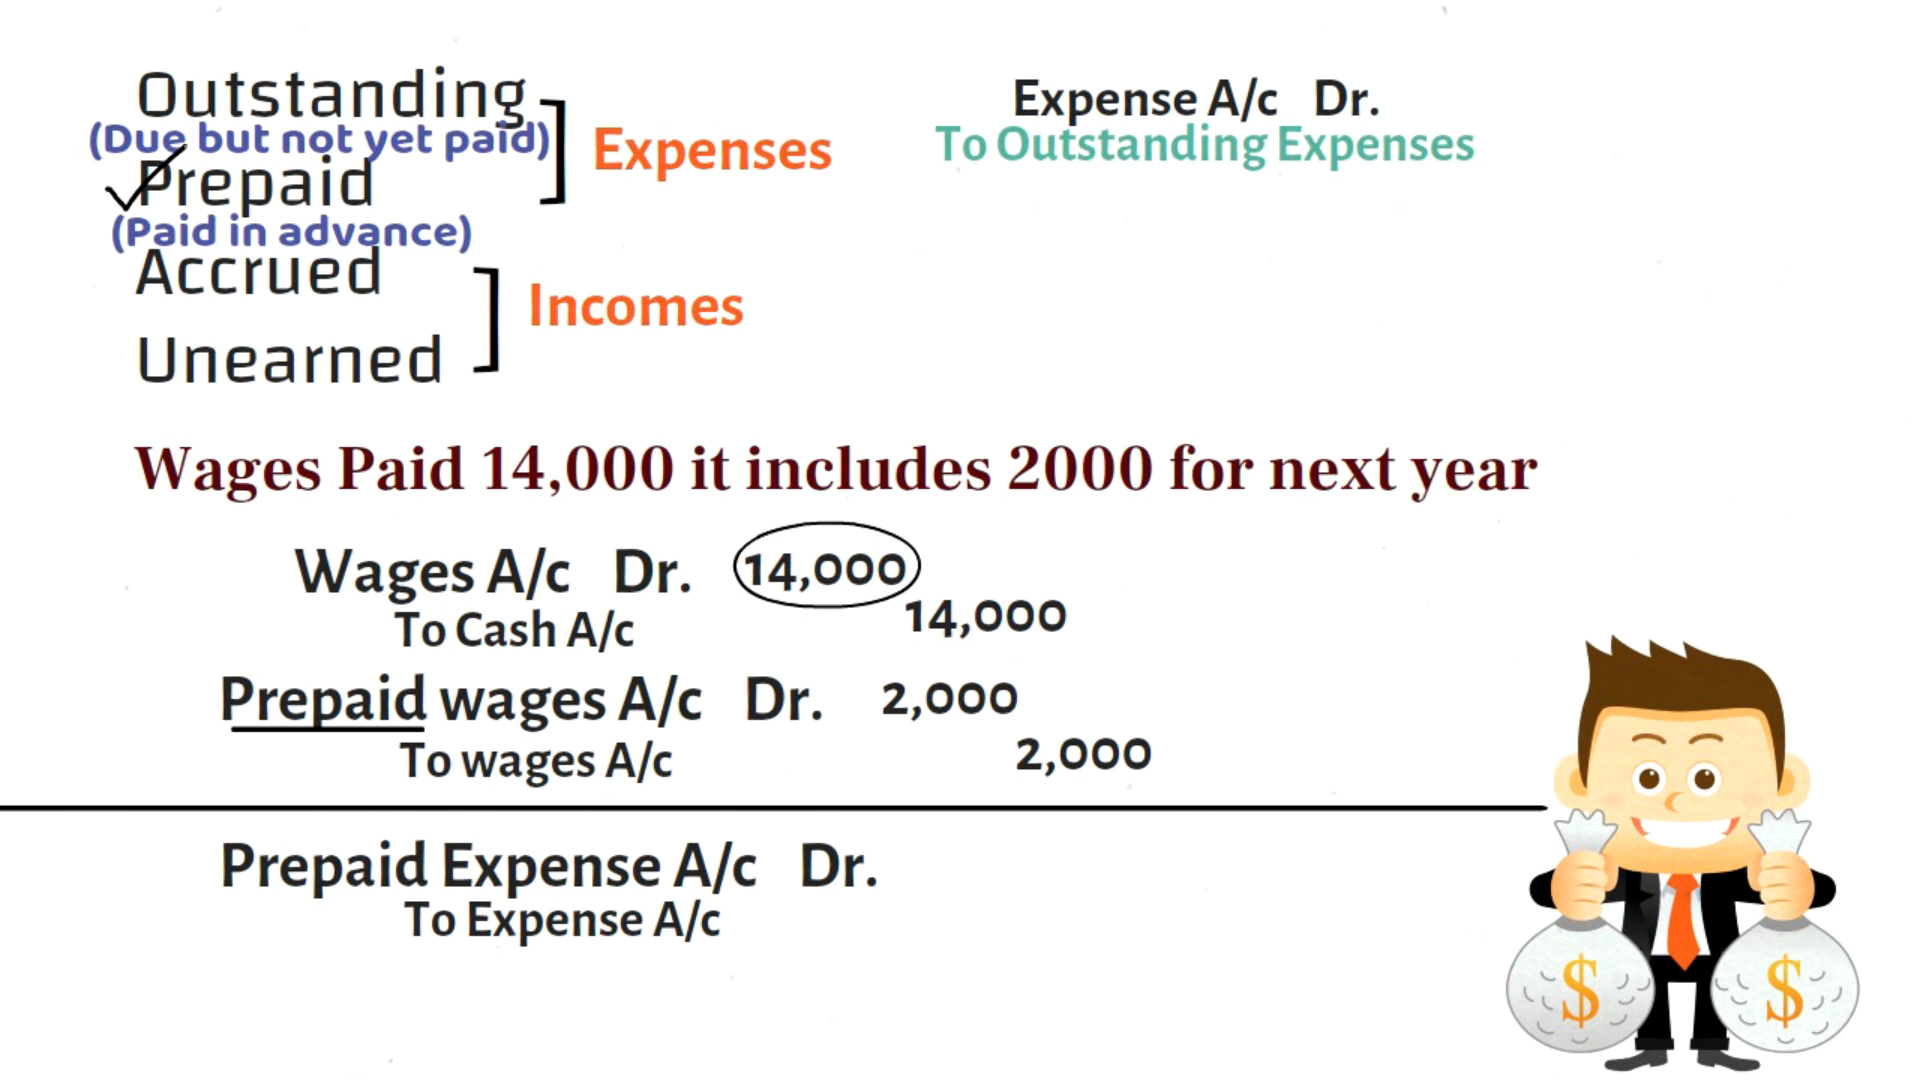 Outstanding
(Due but not yet paid)
Prepaid
(Paid in advance)
Expenses
Accrued
Unearned
Incomes
Expense A/c Dr.
To Outstanding Expenses
Wages Paid 14,000 it includes 2000 for next year
Wages A/c Dr. 14,000
To Cash A/c 14,000
Prepaid wages A/c Dr. 2,000
To wages A/c 2,000
Prepaid Expense A/c Dr.
To Expense A/c
$ $